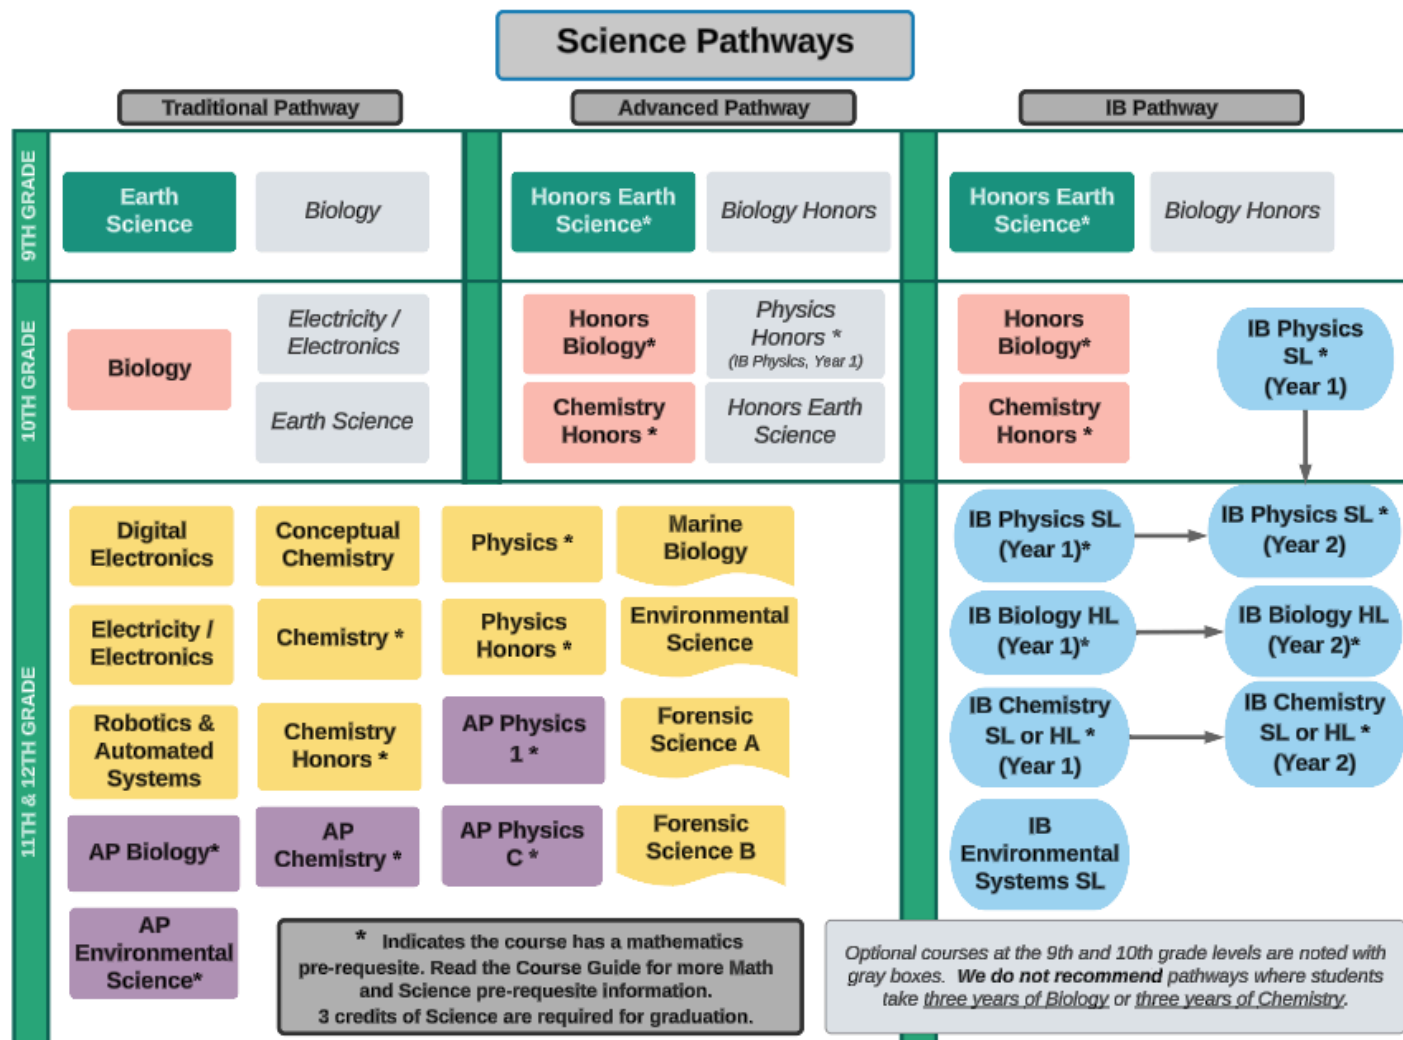 Science Pathways
Traditional Pathway
Advanced Pathway
IB Pathway
9TH GRADE
Earth
Science
Biology
Honors Earth
Science*
Biology Honors
Honors Earth
Science*
Biology Honors
10TH GRADE
Biology
Electricity /
Electronics
Earth Science
Honors
Biology*
Chemistry
Honors *
Physics
Honors *
(IB Physics, Year 1)
Honors Earth
Science
Honors
Biology*
Chemistry
Honors *
IB Physics
SL *
(Year 1)
11TH & 12TH GRADE
Digital
Electronics
Conceptual
Chemistry
Physics *
Marine
Biology
Electricity /
Electronics
Chemistry *
Physics
Honors *
Environmental
Science
Robotics &
Automated
Systems
Chemistry
Honors *
AP Physics
1 *
Forensic
Science A
AP Biology*
AP
Chemistry *
AP Physics
C *
Forensic
Science B
AP
Environmental
Science*
IB Physics SL
(Year 1)*
IB Physics SL *
(Year 2)
IB Biology HL
(Year 1)*
IB Biology HL
(Year 2)*
IB Chemistry
SL or HL *
(Year 1)
IB Chemistry
SL or HL *
(Year 2)
IB
Environmental
Systems SL
* Indicates the course has a mathematics
pre-requesite. Read the Course Guide for more Math
and Science pre-requesite information.
3 credits of Science are required for graduation.
Optional courses at the 9th and 10th grade levels are noted with
gray boxes. We do not recommend pathways where students
take three years of Biology or three years of Chemistry.